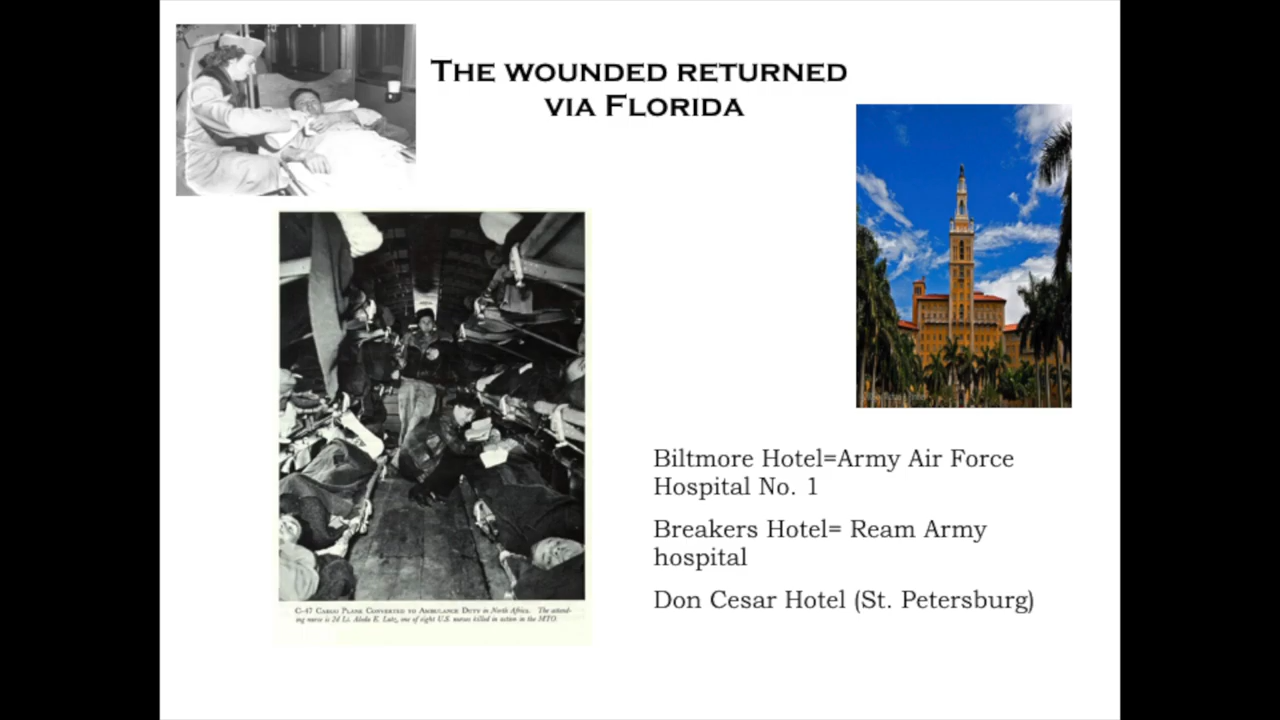 The wounded returned
via Florida
Biltmore Hotel=Army Air Force
Hospital No. 1
Breakers Hotel= Ream Army
hospital
Don Cesar Hotel (St. Petersburg)
C-47 Cargo Plane Converted to Ambulance Duty in North Africa. The attend-
ing nurse is 2d Lt. Aleda E. Lutz, one of eight U.S. nurses killed in action in the MTO.